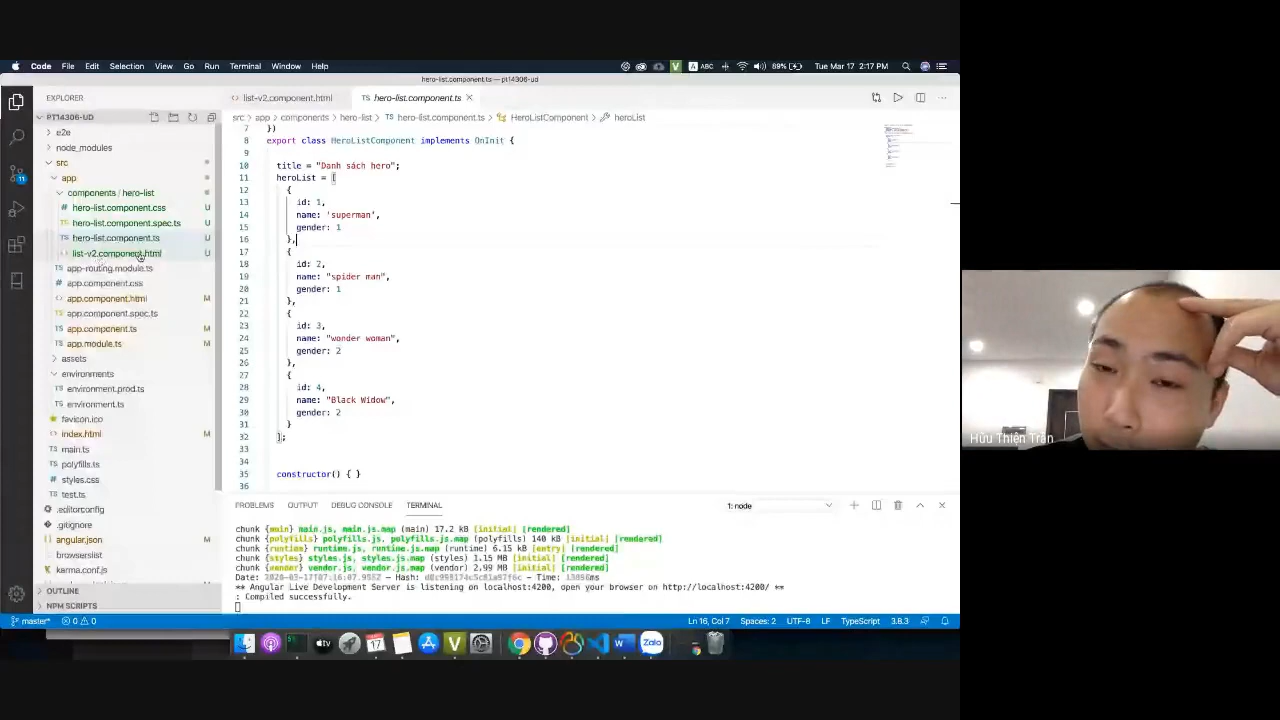 Code File Edit Selection View Go Run Terminal Window Help
ABC 89% Tue Mar 17 2:17 PM
hero-list.component.ts — pt14306-ud
EXPLORER
PT14306-UD
e2e
node_modules
src
app
components / hero-list
hero-list.component.css U
hero-list.component.spec.ts U
hero-list.component.ts U
list-v2.component.html U
app-routing.module.ts
app.component.css
app.component.html M
app.component.spec.ts
app.component.ts M
app.module.ts M
assets
environments
environment.prod.ts
environment.ts
favicon.ico
index.html M
main.ts
polyfills.ts
styles.css
test.ts
.editorconfig
.gitignore
angular.json M
browserslist
karma.conf.js
OUTLINE
NPM SCRIPTS
11
list-v2.component.html
TS hero-list.component.ts
src > app > components > hero-list > TS hero-list.component.ts > HeroListComponent > heroList
7 })
8 export class HeroListComponent implements OnInit {
9
10 title = "Danh sách hero";
11 heroList = [
12 {
13 id: 1,
14 name: 'superman',
15 gender: 1
16 },
17 {
18 id: 2,
19 name: "spider man",
20 gender: 1
21 },
22 {
23 id: 3,
24 name: "wonder woman",
25 gender: 2
26 },
27 {
28 id: 4,
29 name: "Black Widow",
30 gender: 2
31 }
32 ];
33
34
35 constructor() { }
36
PROBLEMS OUTPUT DEBUG CONSOLE TERMINAL 1: node
chunk {main} main.js, main.js.map (main) 17.2 kB [initial] [rendered]
chunk {polyfills} polyfills.js, polyfills.js.map (polyfills) 140 kB [initial] [rendered]
chunk {runtime} runtime.js, runtime.js.map (runtime) 6.15 kB [entry] [rendered]
chunk {styles} styles.js, styles.js.map (styles) 1.15 MB [initial] [rendered]
chunk {vendor} vendor.js, vendor.js.map (vendor) 2.99 MB [initial] [rendered]
Date: - Hash: - Time:
** Angular Live Development Server is listening on localhost:4200, open your browser on http://localhost:4200/ **
: Compiled successfully.
master* 0 0 Ln 16, Col 7 Spaces: 2 UTF-8 LF TypeScript 3.8.3
17
tv
Zalo
Hữu Thiện Trần